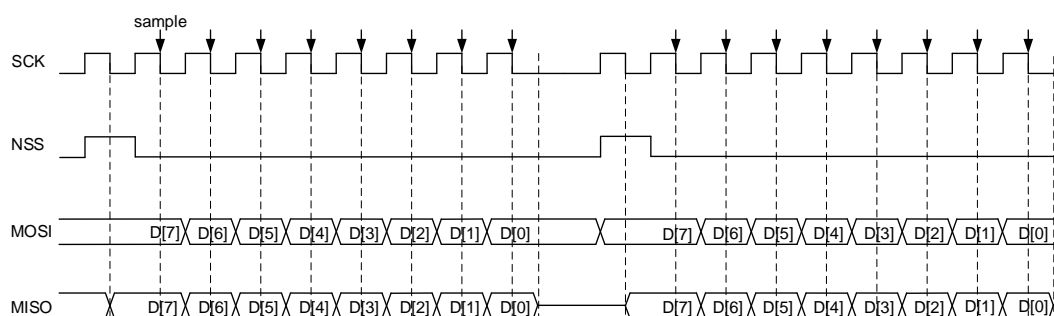 sample
SCK
NSS
MOSI D[7] D[6] D[5] D[4] D[3] D[2] D[1] D[0] D[7] D[6] D[5] D[4] D[3] D[2] D[1] D[0]
MISO D[7] D[6] D[5] D[4] D[3] D[2] D[1] D[0] D[7] D[6] D[5] D[4] D[3] D[2] D[1] D[0]